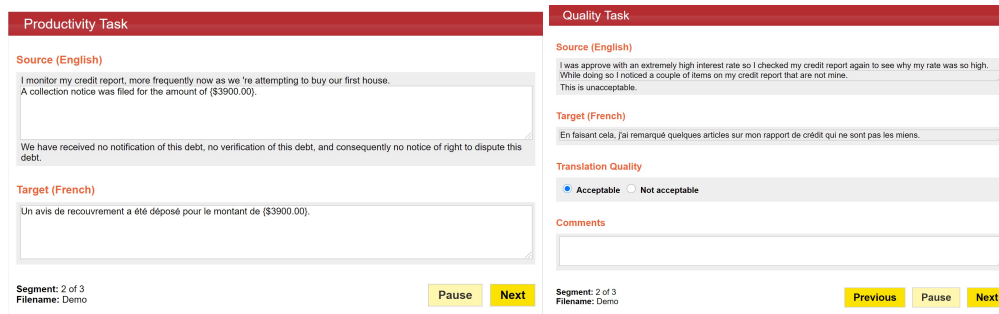 Productivity Task
Source (English)
I monitor my credit report, more frequently now as we 're attempting to buy our first house.
A collection notice was filed for the amount of {$3900.00}.
We have received no notification of this debt, no verification of this debt, and consequently no notice of right to dispute this
debt.
Target (French)
Un avis de recouvrement a été déposé pour le montant de {$3900.00}.
Segment: 2 of 3
Filename: Demo
Pause
Next
Quality Task
Source (English)
I was approve with an extremely high interest rate so I checked my credit report again to see why my rate was so high.
While doing so I noticed a couple of items on my credit report that are not mine.
This is unacceptable.
Target (French)
En faisant cela, j'ai remarqué quelques articles sur mon rapport de crédit qui ne sont pas les miens.
Translation Quality
Acceptable Not acceptable
Comments
Segment: 2 of 3
Filename: Demo
Previous
Pause
Next